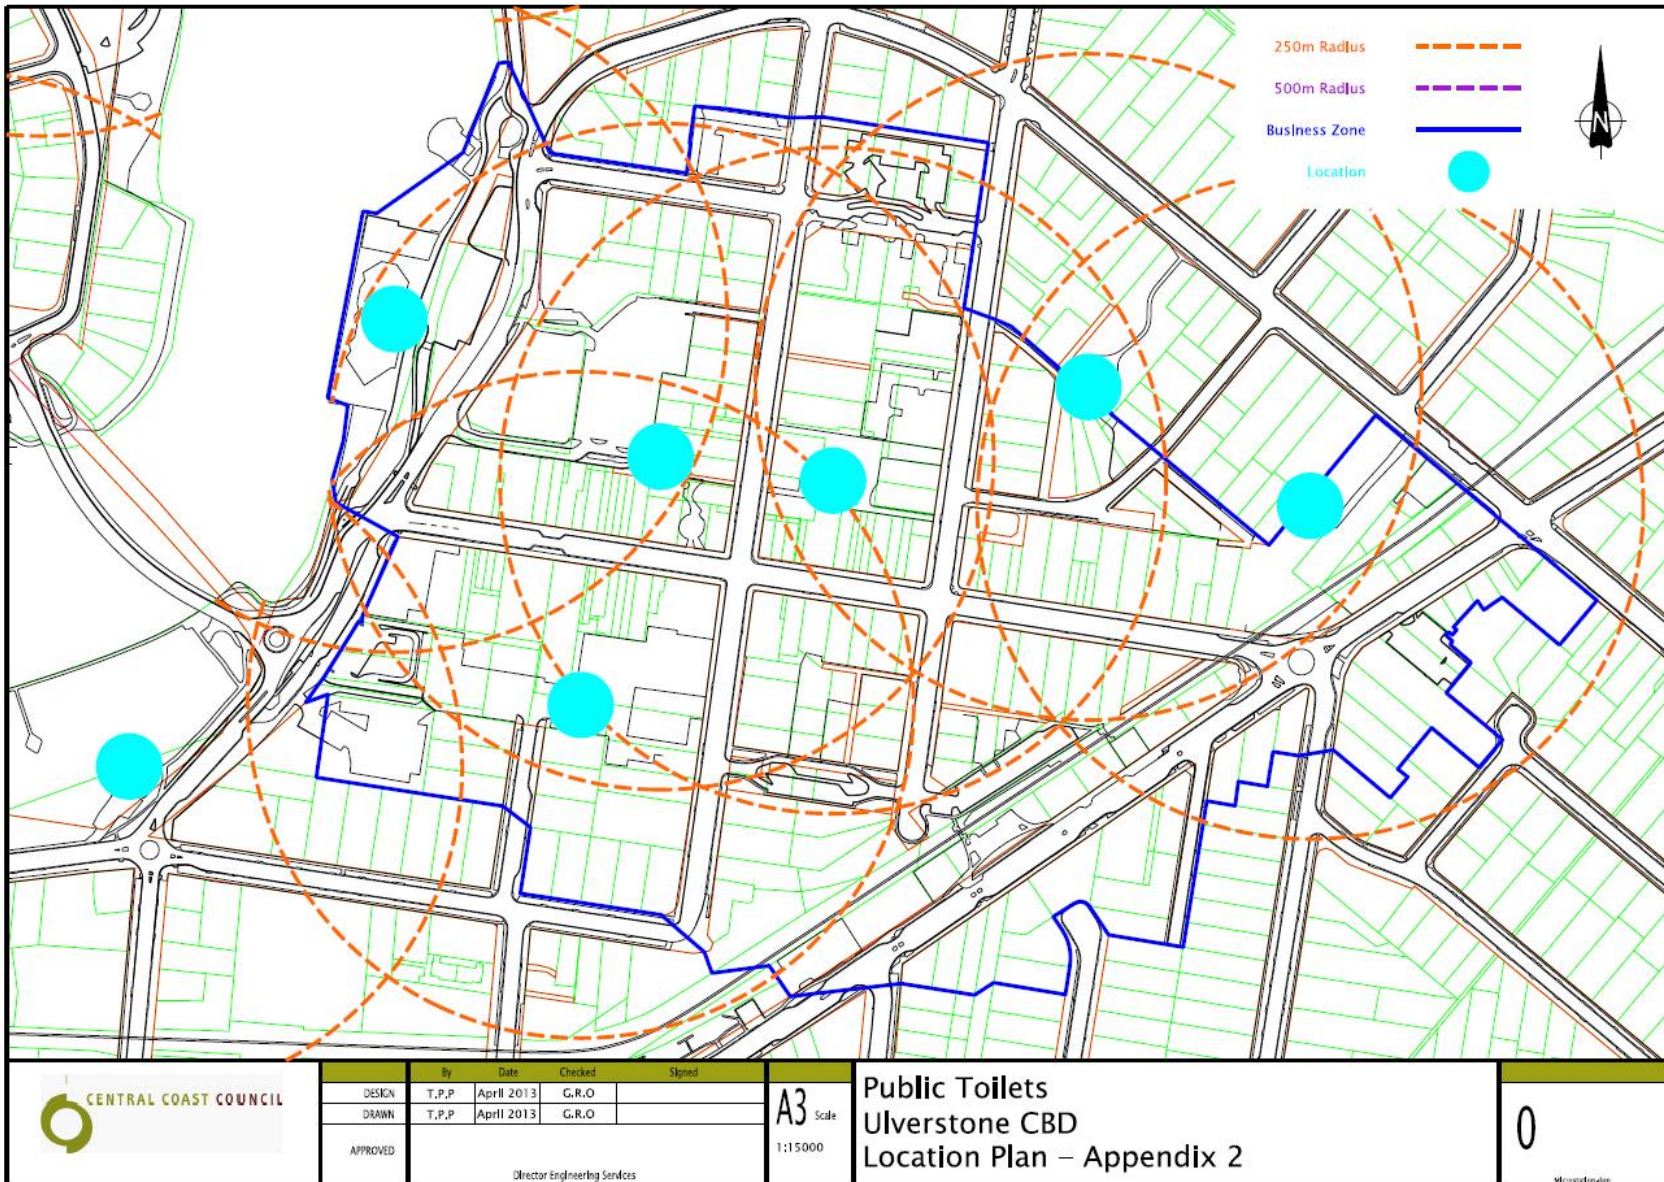 250m Radius
500m Radius
Business Zone
Location
N
CENTRAL COAST COUNCIL
By Date Checked Signed
DESIGN T.P.P April 2013 G.R.O
DRAWN T.P.P April 2013 G.R.O
APPROVED
Director Engineering Services
A3 Scale
1:15000
Public Toilets
Ulverstone CBD
Location Plan – Appendix 2
0